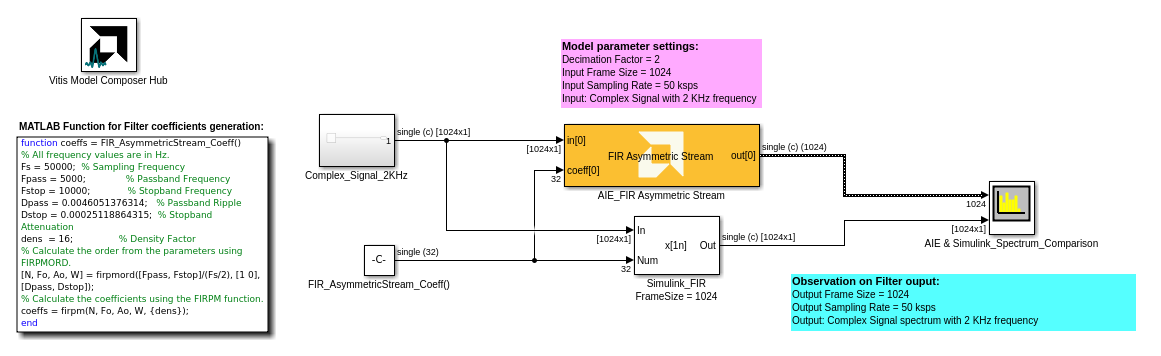 Vitis Model Composer Hub
MATLAB Function for Filter coefficients generation:
function coeffs = FIR_AsymmetricStream_Coeff()
% All frequency values are in Hz.
Fs = 50000;  % Sampling Frequency
Fpass = 5000;  % Passband Frequency
Fstop = 10000;  % Stopband Frequency
Dpass = 0.0046051376314;  % Passband Ripple
Dstop = 0.00025118864315;  % Stopband
Attenuation
dens  = 16;  % Density Factor
% Calculate the order from the parameters using
FIRPMORD.
[N, Fo, Ao, W] = firpmord([Fpass, Fstop]/(Fs/2), [1 0],
[Dpass, Dstop]);
% Calculate the coefficients using the FIRPM function.
coeffs = firpm(N, Fo, Ao, W, {dens});
end
Model parameter settings:
Decimation Factor = 2
Input Frame Size = 1024
Input Sampling Rate = 50 ksps
Input: Complex Signal with 2 KHz frequency
1
Complex_Signal_2KHz
single (c) [1024x1]
[1024x1]
32
in[0]
coeff[0]
FIR Asymmetric Stream
out[0]
AIE_FIR Asymmetric Stream
single (c) (1024)
-C-
FIR_AsymmetricStream_Coeff()
single (32)
[1024x1]
32
In
Num
x[1n]
Out
Simulink_FIR
FrameSize = 1024
single (c) [1024x1]
1024
[1024x1]
AIE & Simulink_Spectrum_Comparison
Observation on Filter ouput:
Output Frame Size = 1024
Output Sampling Rate = 50 ksps
Output: Complex Signal spectrum with 2 KHz frequency